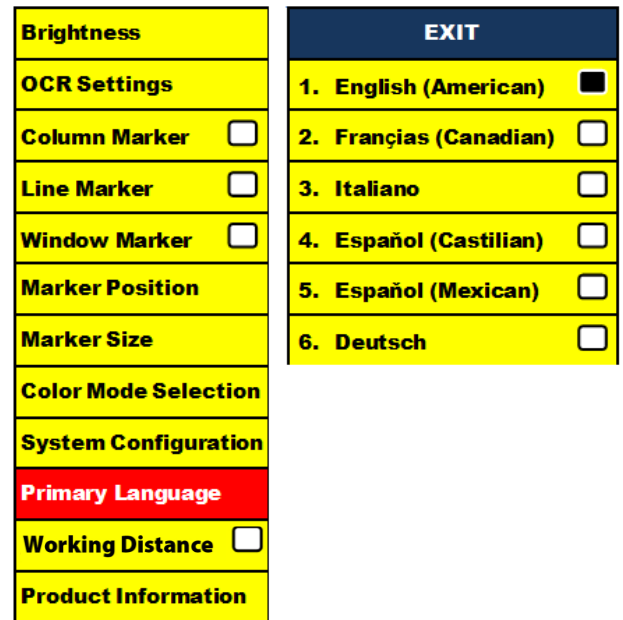 Brightness
OCR Settings
Column Marker
Line Marker
Window Marker
Marker Position
Marker Size
Color Mode Selection
System Configuration
Primary Language
Working Distance
Product Information
EXIT
1. English (American)
2. Françias (Canadian)
3. Italiano
4. Espaňol (Castilian)
5. Espaňol (Mexican)
6. Deutsch